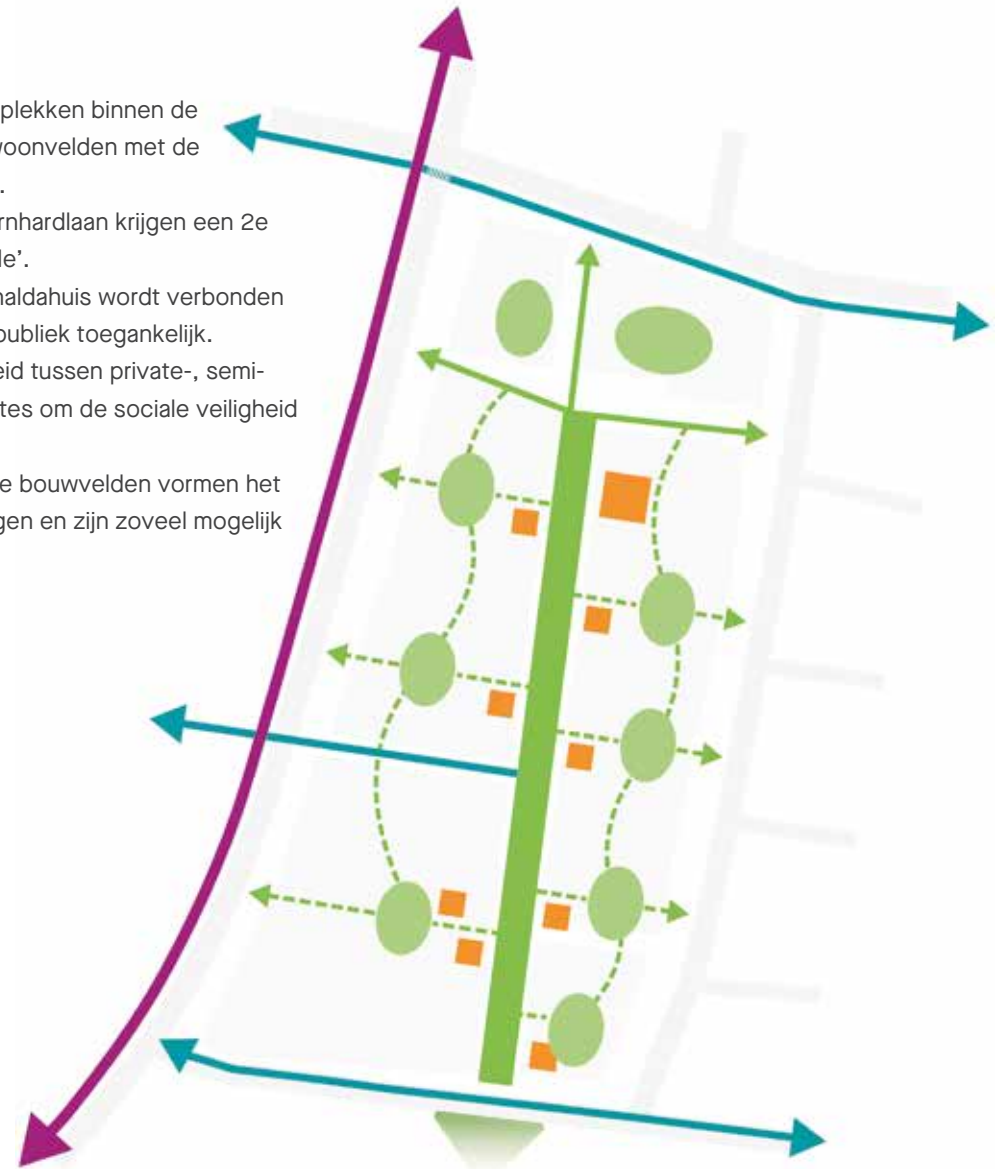 plekken binnen de
woonvelden met de
.
rnhardlaan krijgen een 2e
le’.
naldahuis wordt verbonden
publiek toegankelijk.
eid tussen private-, semi-
tes om de sociale veiligheid
e bouwvelden vormen het
gen en zijn zoveel mogelijk